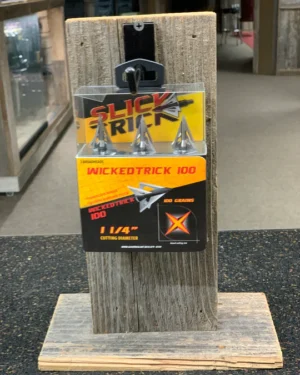 SLICK
TRICK
WICKEDTRICK 100
WICKEDTRICK
100
100 GRAINS
1 1/4"
CUTTING DIAMETER